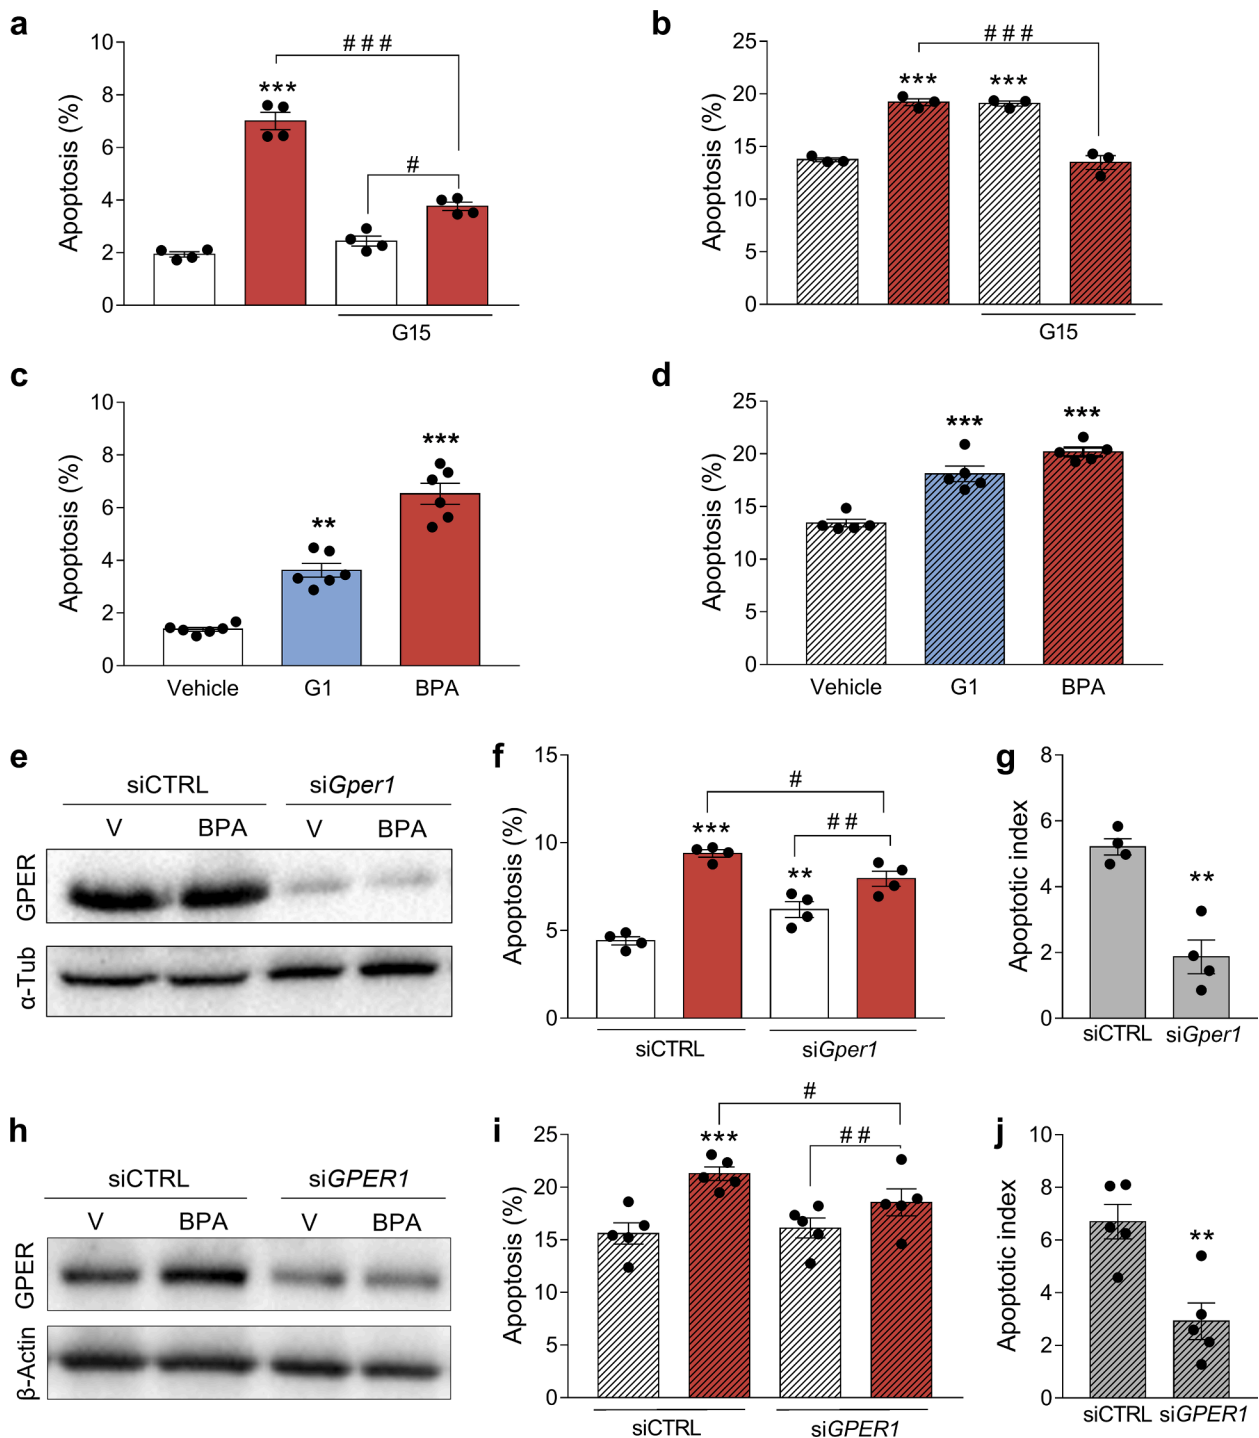 a
Apoptosis (%)
10
8
6
4
2
0
***
# # #
#
G15
b
Apoptosis (%)
25
20
15
10
5
0
***
***
# # #
G15
c
Apoptosis (%)
10
8
6
4
2
0
**
***
Vehicle G1 BPA
d
Apoptosis (%)
25
20
15
10
5
0
***
***
Vehicle G1 BPA
e
siCTRL siGper1
V BPA V BPA
GPER
α-Tub
f
Apoptosis (%)
15
10
5
0
***
**
#
# #
siCTRL siGper1
g
Apoptotic index
8
6
4
2
0
**
siCTRL siGper1
h
siCTRL siGPER1
V BPA V BPA
GPER
β-Actin
i
Apoptosis (%)
25
20
15
10
5
0
***
#
# #
siCTRL siGPER1
j
Apoptotic index
10
8
6
4
2
0
**
siCTRL siGPER1